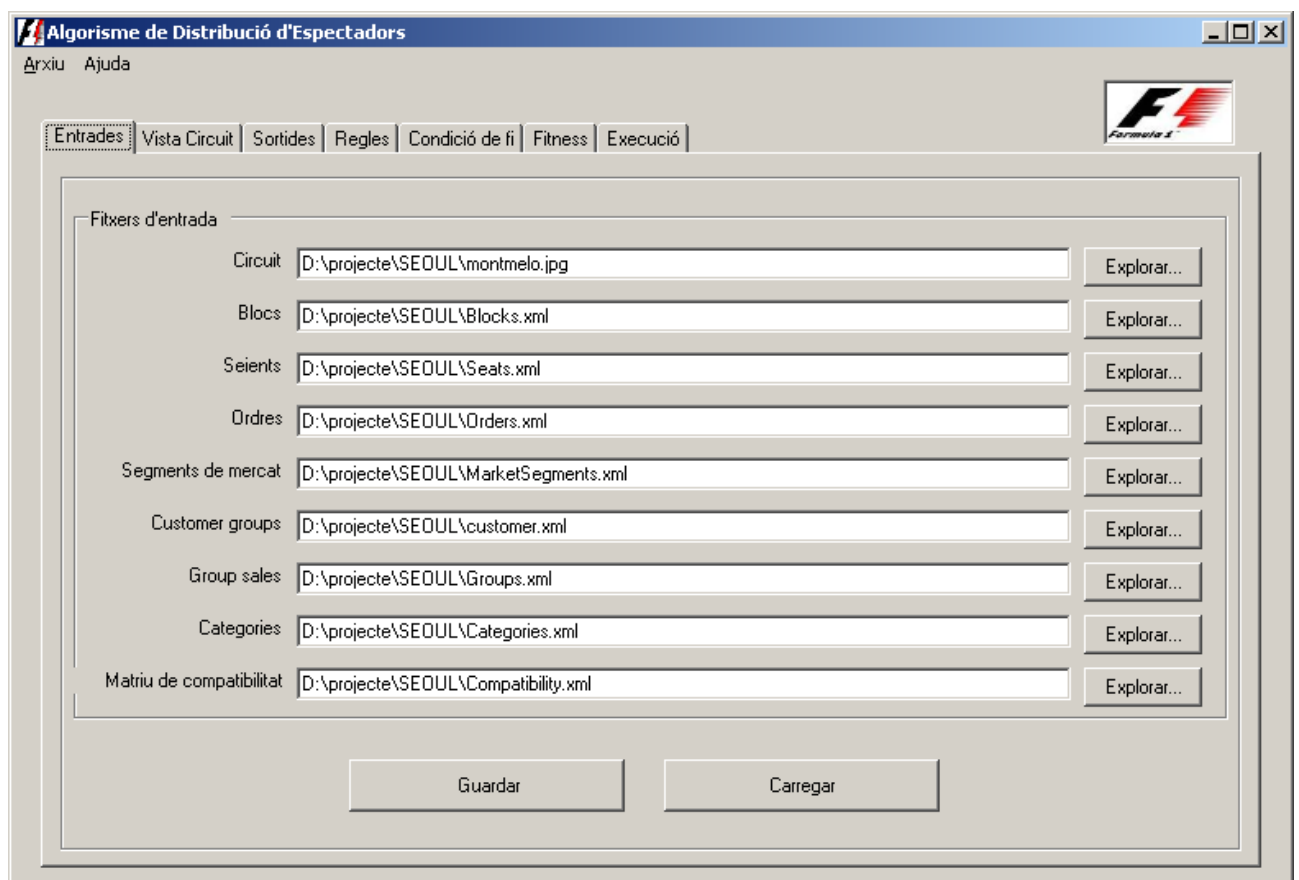 Algorisme de Distribució d'Espectadors
Arxiu Ajuda
Formula 1™
Entrades Vista Circuit Sortides Regles Condició de fi Fitness Execució
Fitxers d'entrada
Circuit D:\projecte\SEOUL\montmelo.jpg Explorar...
Blocs D:\projecte\SEOUL\Blocks.xml Explorar...
Seients D:\projecte\SEOUL\Seats.xml Explorar...
Ordres D:\projecte\SEOUL\Orders.xml Explorar...
Segments de mercat D:\projecte\SEOUL\MarketSegments.xml Explorar...
Customer groups D:\projecte\SEOUL\customer.xml Explorar...
Group sales D:\projecte\SEOUL\Groups.xml Explorar...
Categories D:\projecte\SEOUL\Categories.xml Explorar...
Matriu de compatibilitat D:\projecte\SEOUL\Compatibility.xml Explorar...
Guardar Carregar